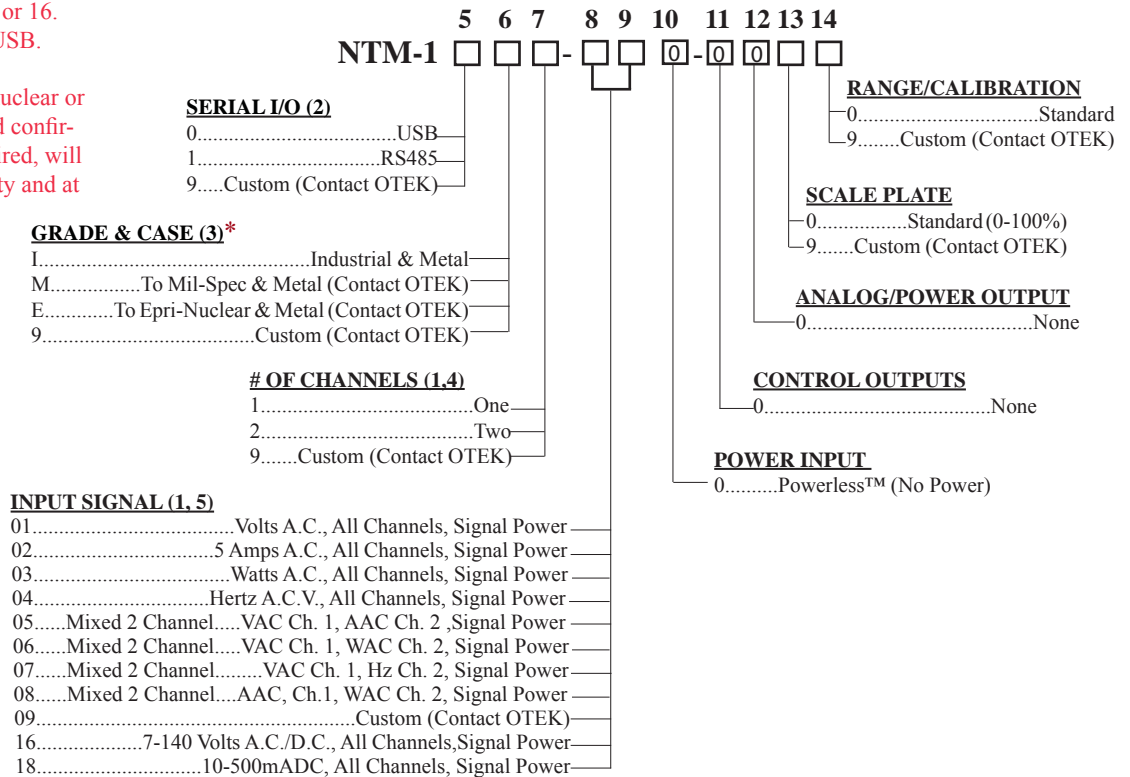 or 16.
USB.
uclear or
d confir-
ired, will
ty and at
5 6 7 8 9 10 11 12 13 14
NTM-1 - 0 - 0 0
SERIAL I/O (2)
0.............................USB
1...........................RS485
9.....Custom (Contact OTEK)
GRADE & CASE (3)*
I.......................................Industrial & Metal
M.................To Mil-Spec & Metal (Contact OTEK)
E.............To Epri-Nuclear & Metal (Contact OTEK)
9.....................................Custom (Contact OTEK)
# OF CHANNELS (1,4)
1.....................................One
2.....................................Two
9.......Custom (Contact OTEK)
INPUT SIGNAL (1, 5)
01...................................Volts A.C., All Channels, Signal Power
02................................5 Amps A.C., All Channels, Signal Power
03..................................Watts A.C., All Channels, Signal Power
04..............................Hertz A.C.V., All Channels, Signal Power
05......Mixed 2 Channel.....VAC Ch. 1, AAC Ch. 2 ,Signal Power
06......Mixed 2 Channel.....VAC Ch. 1, WAC Ch. 2, Signal Power
07......Mixed 2 Channel.........VAC Ch. 1, Hz Ch. 2, Signal Power
08......Mixed 2 Channel....AAC, Ch.1, WAC Ch. 2, Signal Power
09........................................................Custom (Contact OTEK)
16..................7-140 Volts A.C./D.C., All Channels,Signal Power
18.............................10-500mADC, All Channels, Signal Power
RANGE/CALIBRATION
0................................Standard
9........Custom (Contact OTEK)
SCALE PLATE
0................Standard (0-100%)
9.......Custom (Contact OTEK)
ANALOG/POWER OUTPUT
0.........................................None
CONTROL OUTPUTS
0.......................................None
POWER INPUT
0..........Powerless™ (No Power)